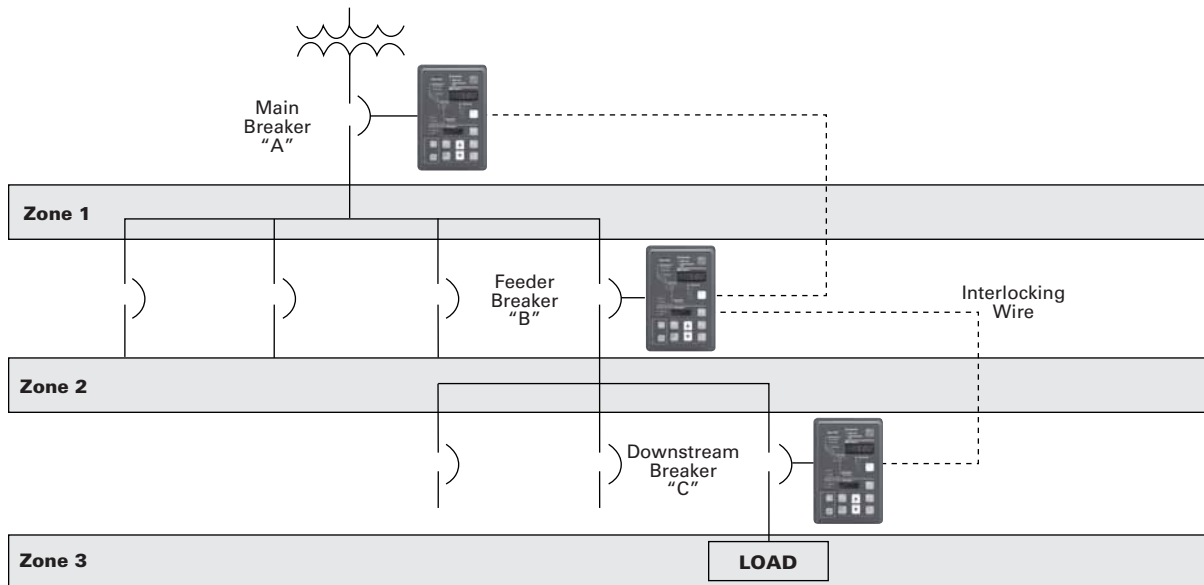 Main
Breaker
“A”
Zone 1
Feeder
Breaker
“B”
Interlocking
Wire
Zone 2
Downstream
Breaker
“C”
Zone 3
LOAD